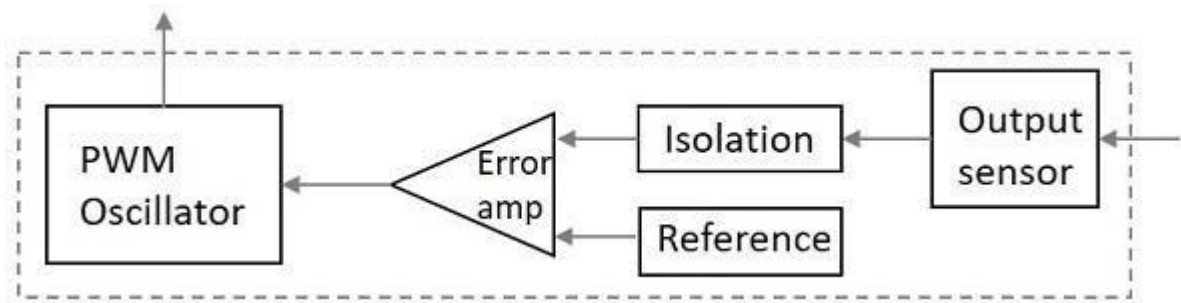 PWM
Oscillator
Error
amp
Isolation
Reference
Output
sensor